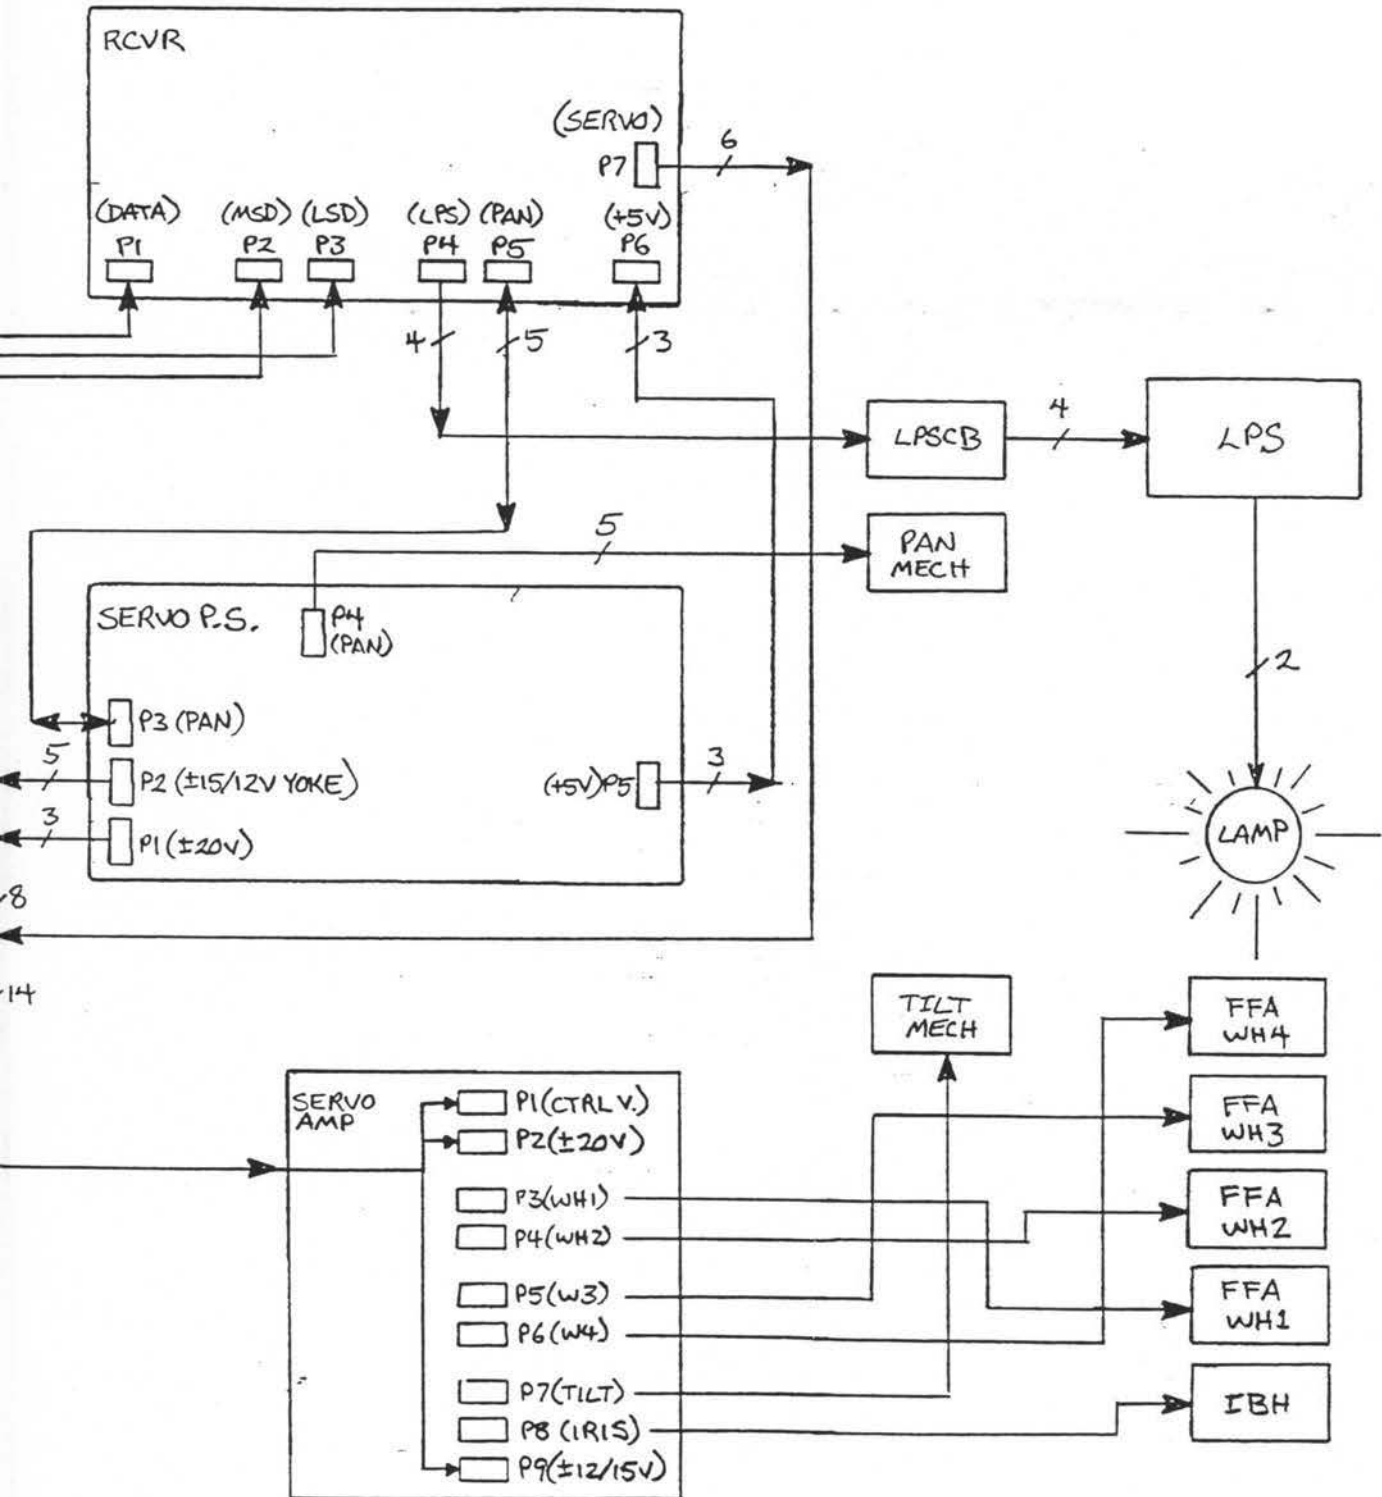 RCVR
(SERVO)
P7
6
(DATA)
P1
(MSD)
P2
(LSD)
P3
(LPS)
P4
(PAN)
P5
(+5V)
P6
4
5
3
LPSCB
4
LPS
5
PAN
MECH
2
SERVO P.S.
P4
(PAN)
P3 (PAN)
5
P2 (±15/12V YOKE)
3
P1 (±20V)
(+5V)P5
3
LAMP
8
14
TILT
MECH
FFA
WH4
FFA
WH3
FFA
WH2
FFA
WH1
IBH
SERVO
AMP
P1(CTRL V.)
P2(±20V)
P3(WH1)
P4(WH2)
P5(W3)
P6(W4)
P7(TILT)
P8 (IRIS)
P9(±12/15V)